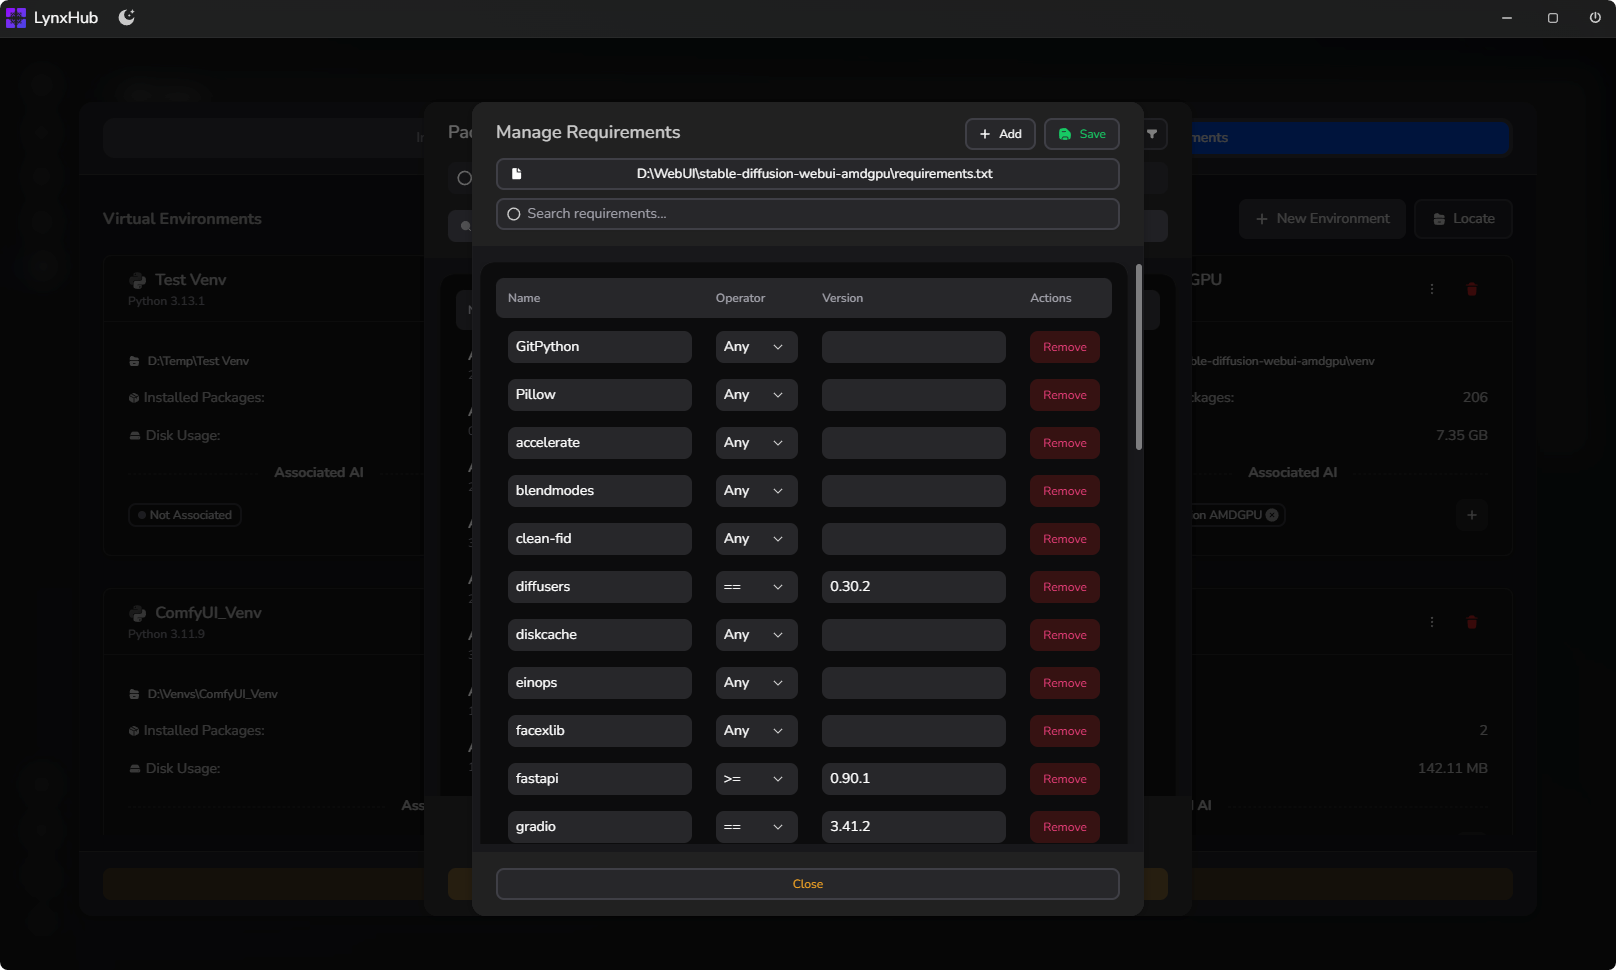 LynxHub
Manage Requirements
Add
Save
D:\WebUI\stable-diffusion-webui-amdgpu\requirements.txt
Search requirements...
Name Operator Version Actions
GitPython Any Remove
Pillow Any Remove
accelerate Any Remove
blendmodes Any Remove
clean-fid Any Remove
diffusers == 0.30.2 Remove
diskcache Any Remove
einops Any Remove
facexlib Any Remove
fastapi >= 0.90.1 Remove
gradio == 3.41.2 Remove
Close
Virtual Environments
New Environment
Locate
Test Venv
Python 3.13.1
D:\Temp\Test Venv
Installed Packages:
Disk Usage:
Associated AI
Not Associated
ComfyUI_Venv
Python 3.11.9
D:\Venvs\ComfyUI_Venv
Installed Packages:
Disk Usage:
GPU
ble-diffusion-webui-amdgpu\venv
ckages: 206
7.35 GB
Associated AI
on AMDGPU
2
142.11 MB
AI